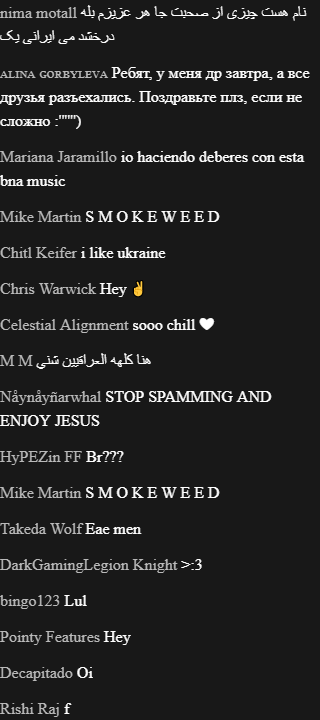 nima motall نام هست چیزی از صحبت جا هر عزیزم بله
درخشد می ایرانی یک
ALINA GORBYLEVA Ребят, у меня др завтра, а все
друзья разъехались. Поздравьте плз, если не
сложно :'""")
Mariana Jaramillo io haciendo deberes con esta
bna music
Mike Martin S M O K E W E E D
Chitl Keifer i like ukraine
Chris Warwick Hey ✌️
Celestial Alignment sooo chill 🤍
M M هنا كلهه العراقيين شني
Nåynåyñarwhal STOP SPAMMING AND
ENJOY JESUS
HyPEZin FF Br???
Mike Martin S M O K E W E E D
Takeda Wolf Eae men
DarkGamingLegion Knight >:3
bingo123 Lul
Pointy Features Hey
Decapitado Oi
Rishi Raj f